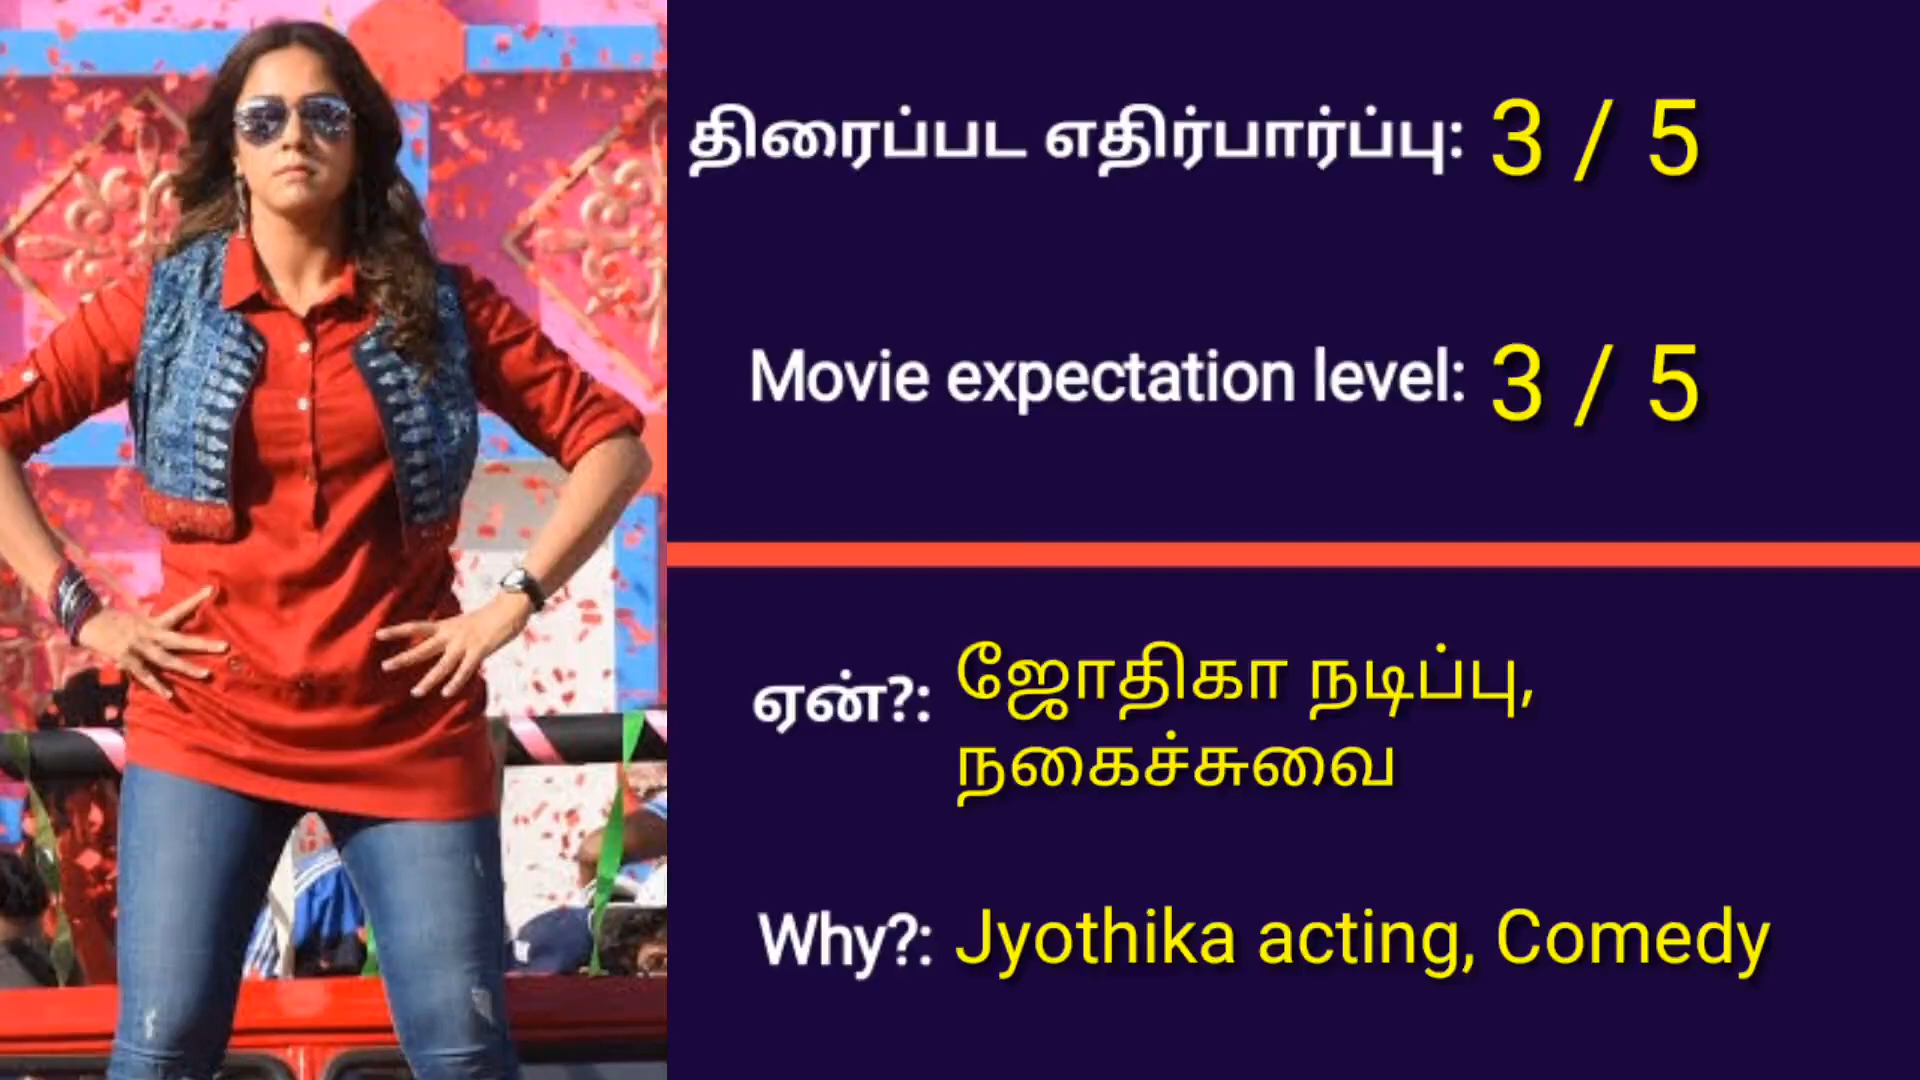 திரைப்பட எதிர்பார்ப்பு: 3 / 5
Movie expectation level: 3 / 5
ஏன்?: ஜோதிகா நடிப்பு,
நகைச்சுவை
Why?: Jyothika acting, Comedy